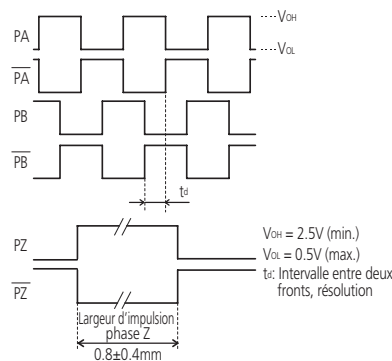 PA
VOH
VOL
PA
PB
PB
td
PZ
VOH = 2.5V (min.)
VOL = 0.5V (max.)
td: Intervalle entre deux
fronts, résolution
PZ
Largeur d'impulsion
phase Z
0.8±0.4mm